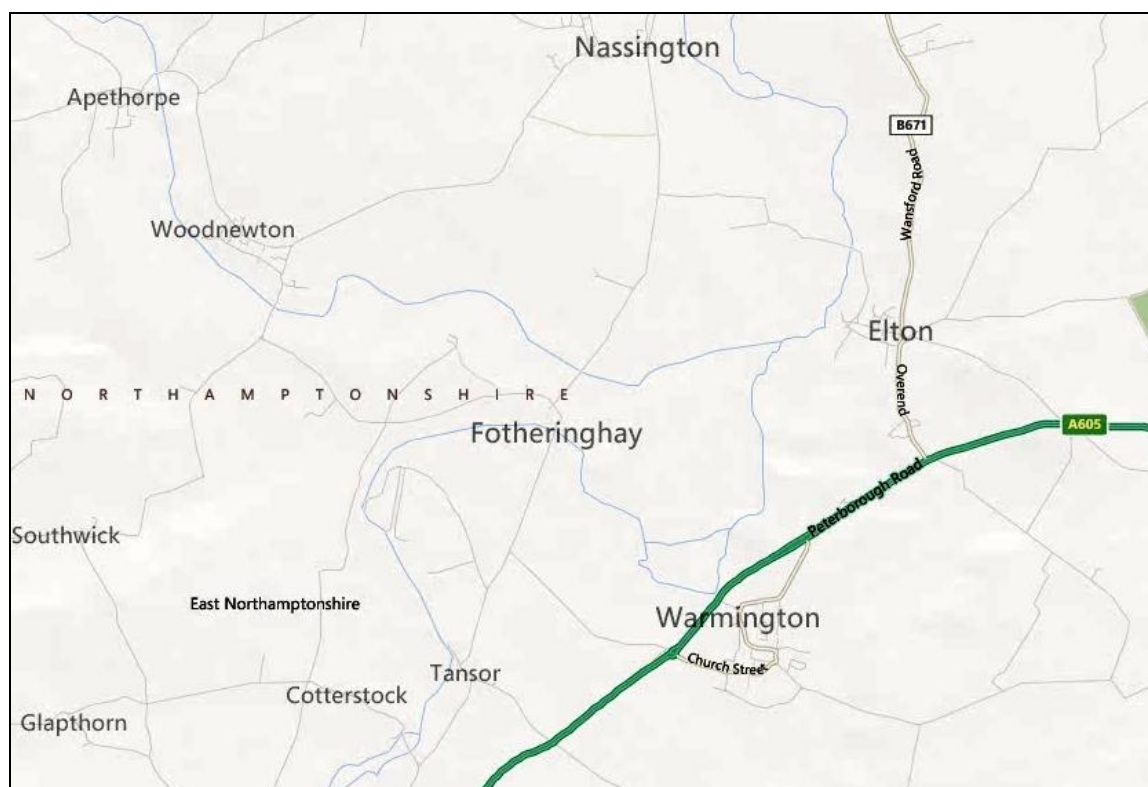 Nassington
Apethorpe
B671
Wansford Road
Woodnewton
Elton
NORTHAMPTONSHIRE
Overend
A605
Fotheringhay
Peterborough Road
Southwick
East Northamptonshire
Warmington
Church Street
Tansor
Cotterstock
Glapthorn